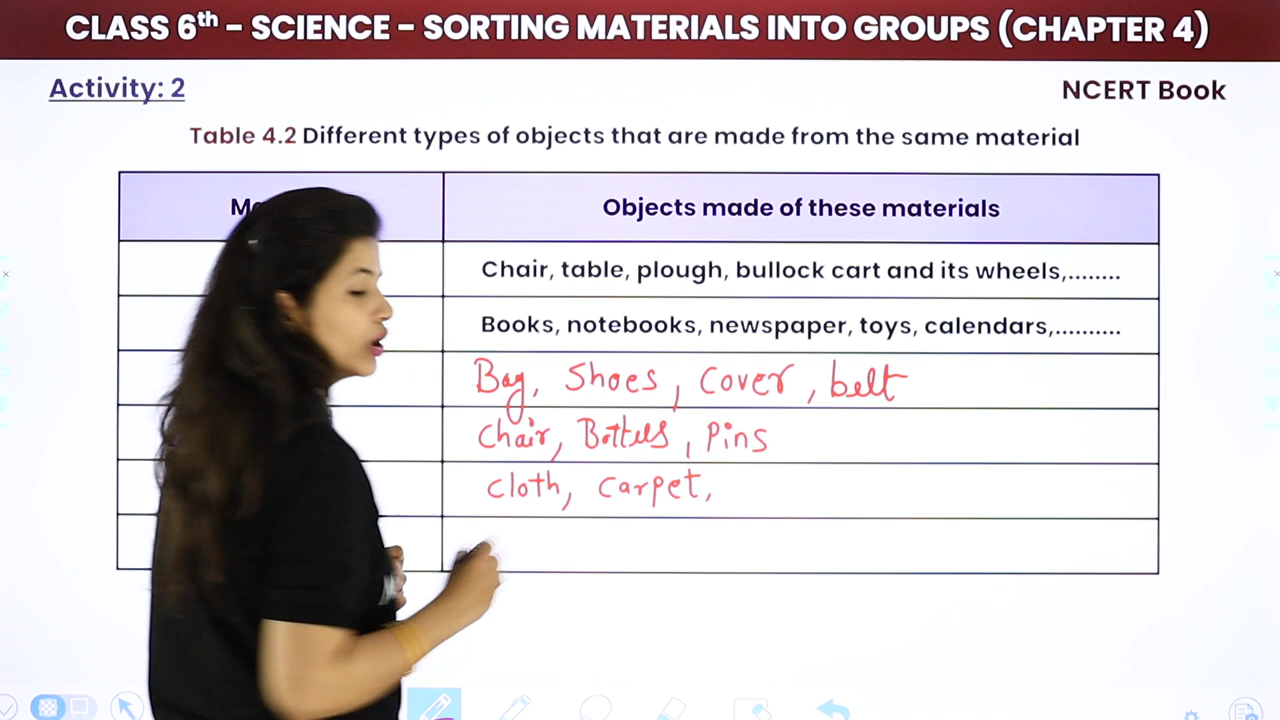 CLASS 6th - SCIENCE - SORTING MATERIALS INTO GROUPS (CHAPTER 4)
Activity: 2
NCERT Book
Table 4.2 Different types of objects that are made from the same material
Objects made of these materials
Chair, table, plough, bullock cart and its wheels,........
Books, notebooks, newspaper, toys, calendars,..........
Bag, Shoes, Cover, belt
Chair, Bottels, Pins
Cloth, Carpet,